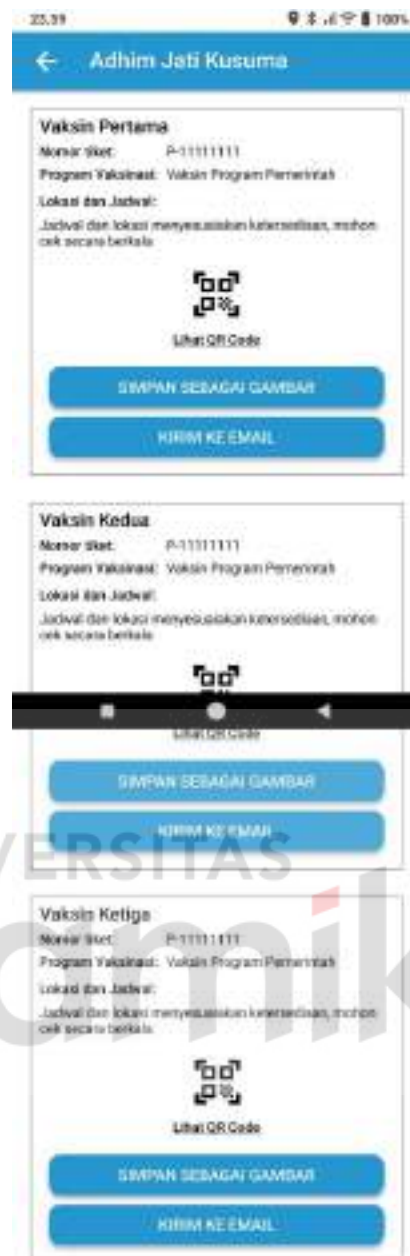 23.59
100%
Adhim Jati Kusuma
Vaksin Pertama
Nomor tiket: P-11111111
Program Vaksinasi: Vaksin Program Pemerintah
Lokasi dan Jadwal:
Jadwal dan lokasi menyesuaikan ketersediaan, mohon
cek secara berkala
Lihat QR Code
SIMPAN SEBAGAI GAMBAR
KIRIM KE EMAIL
Vaksin Kedua
Nomor tiket: P-11111111
Program Vaksinasi: Vaksin Program Pemerintah
Lokasi dan Jadwal:
Jadwal dan lokasi menyesuaikan ketersediaan, mohon
cek secara berkala
Lihat QR Code
SIMPAN SEBAGAI GAMBAR
KIRIM KE EMAIL
VERSITAS
amik
Vaksin Ketiga
Nomor tiket: P-11111111
Program Vaksinasi: Vaksin Program Pemerintah
Lokasi dan Jadwal:
Jadwal dan lokasi menyesuaikan ketersediaan, mohon
cek secara berkala
Lihat QR Code
SIMPAN SEBAGAI GAMBAR
KIRIM KE EMAIL